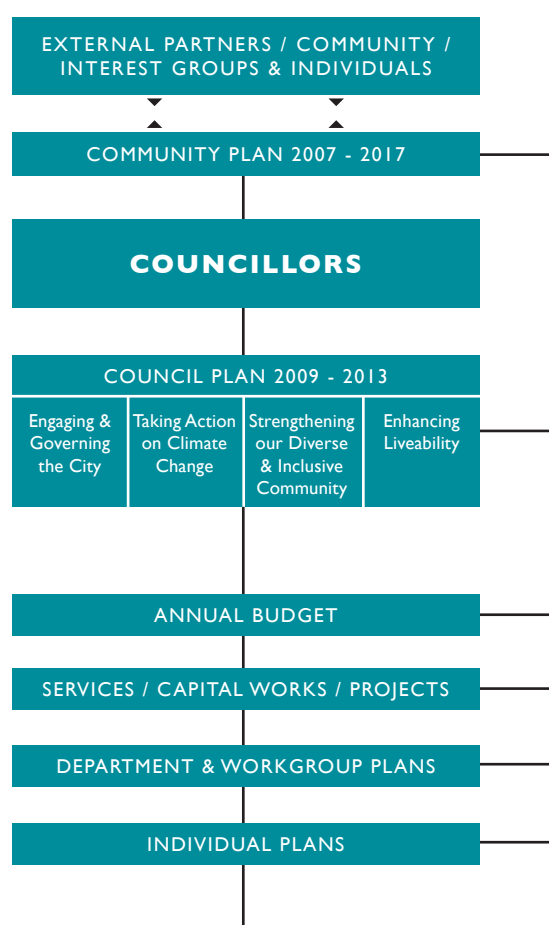 EXTERNAL PARTNERS / COMMUNITY /
INTEREST GROUPS & INDIVIDUALS
COMMUNITY PLAN 2007 - 2017
COUNCILLORS
COUNCIL PLAN 2009 - 2013
Engaging &
Governing
the City
Taking Action
on Climate
Change
Strengthening
our Diverse
& Inclusive
Community
Enhancing
Liveability
ANNUAL BUDGET
SERVICES / CAPITAL WORKS / PROJECTS
DEPARTMENT & WORKGROUP PLANS
INDIVIDUAL PLANS